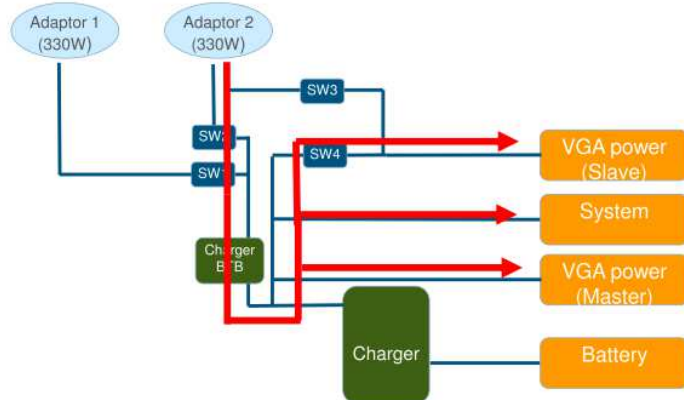 Adaptor 1
(330W)
Adaptor 2
(330W)
SW3
SW2
SW4
SW1
VGA power
(Slave)
System
Charger
BTB
VGA power
(Master)
Charger
Battery